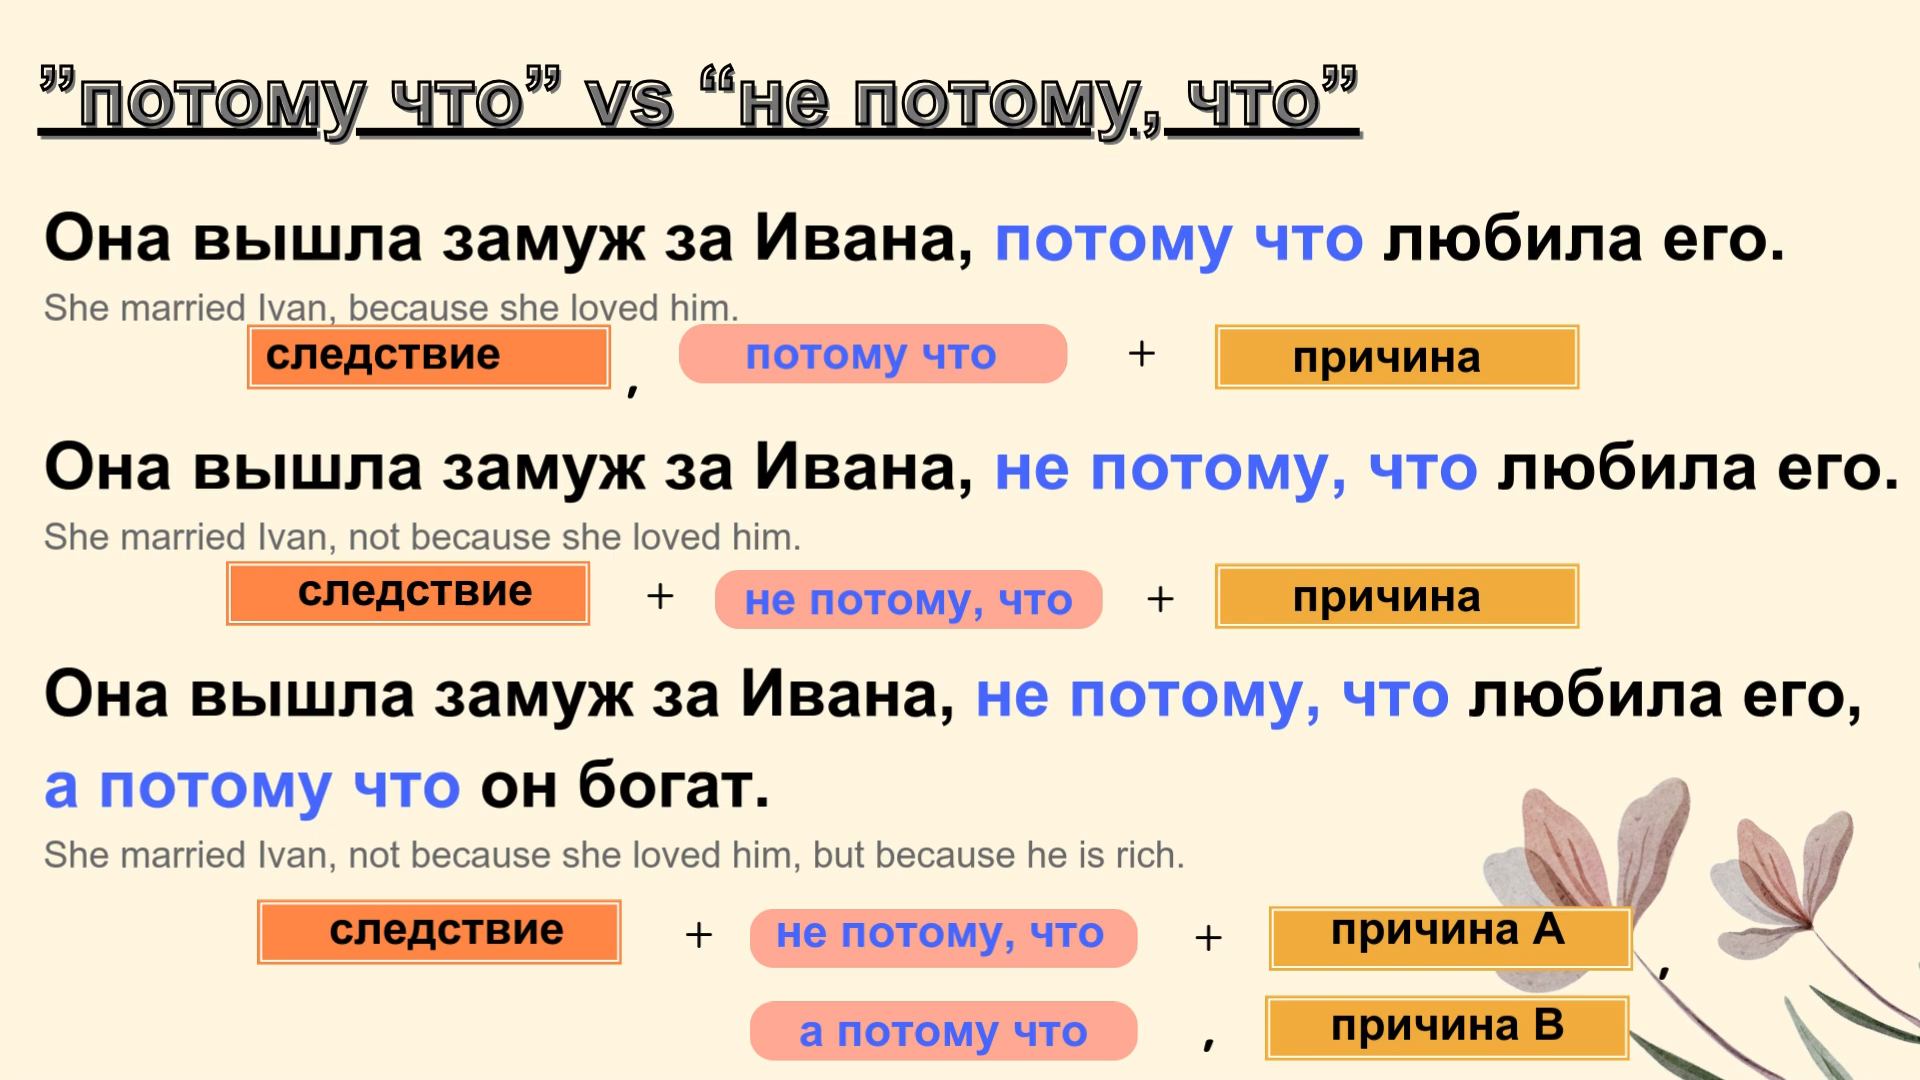 ”потому что” vs “не потому, что”
Она вышла замуж за Ивана, потому что любила его.
She married Ivan, because she loved him.
следствие , потому что + причина
Она вышла замуж за Ивана, не потому, что любила его.
She married Ivan, not because she loved him.
следствие + не потому, что + причина
Она вышла замуж за Ивана, не потому, что любила его,
а потому что он богат.
She married Ivan, not because she loved him, but because he is rich.
следствие + не потому, что + причина А ,
а потому что , причина В